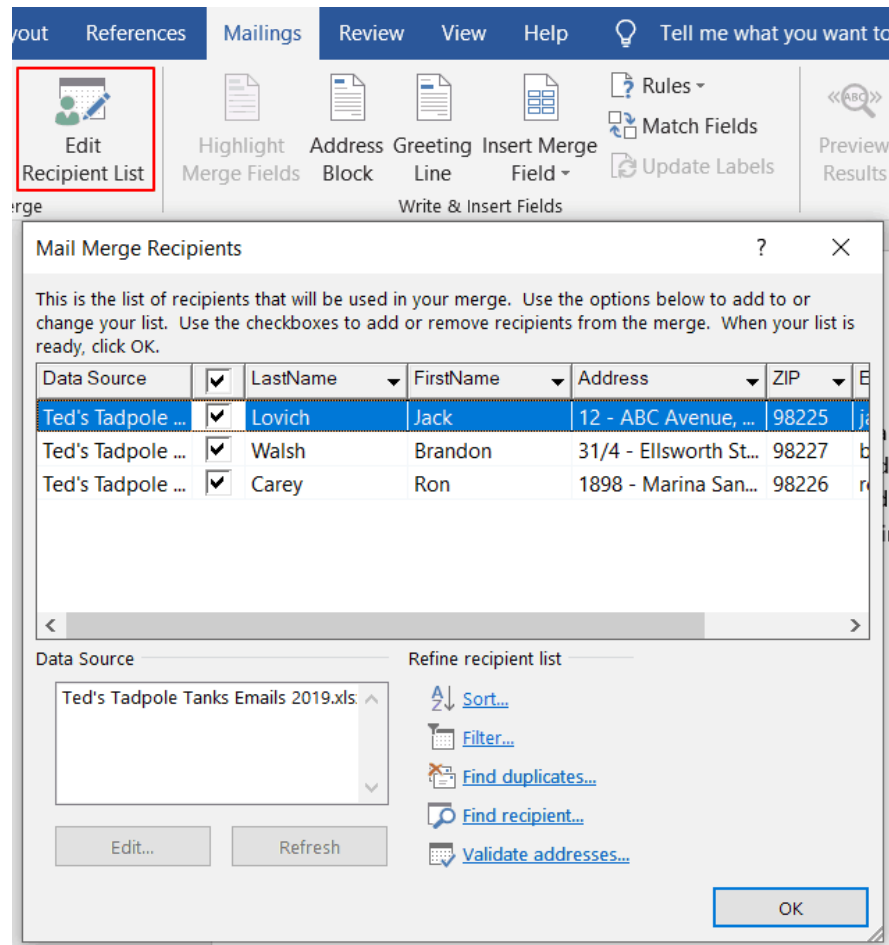 yout References Mailings Review View Help Tell me what you want to
Edit Recipient List
Highlight Merge Fields
Address Block
Greeting Line
Insert Merge Field
Rules
Match Fields
Update Labels
«ABC»
Preview Results
erge
Write & Insert Fields
Mail Merge Recipients ?
This is the list of recipients that will be used in your merge. Use the options below to add to or
change your list. Use the checkboxes to add or remove recipients from the merge. When your list is
ready, click OK.
Data Source LastName FirstName Address ZIP E
Ted's Tadpole ... Lovich Jack 12 - ABC Avenue, ... 98225 ja
Ted's Tadpole ... Walsh Brandon 31/4 - Ellsworth St... 98227 b
Ted's Tadpole ... Carey Ron 1898 - Marina San... 98226 r
Data Source
Ted's Tadpole Tanks Emails 2019.xls
Edit...
Refresh
Refine recipient list
AZ Sort...
Filter...
Find duplicates...
Find recipient...
Validate addresses...
OK